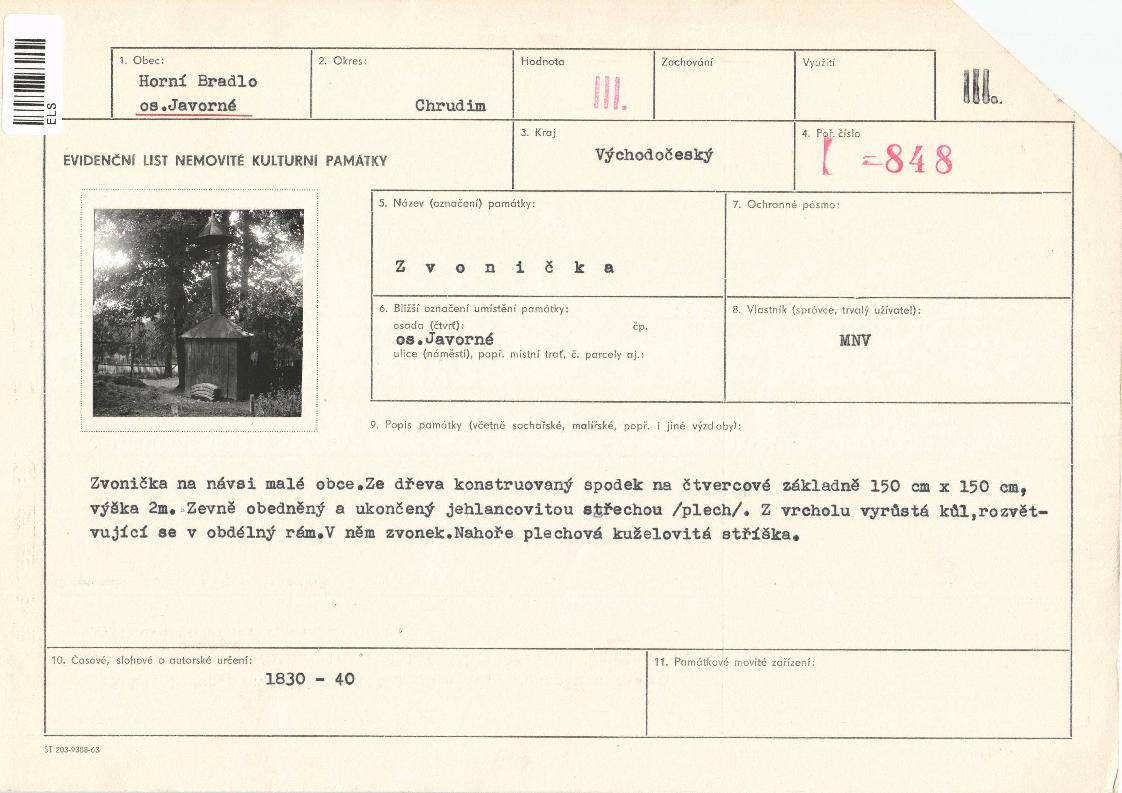 ELS
1. Obec:
Horní Bradlo
os.Javorné
2. Okres:
Chrudim
Hodnota
III.
Zachování
Využití
IIIa.
EVIDENČNÍ LIST NEMOVITÉ KULTURNÍ PAMÁTKY
3. Kraj
Východočeský
4. Poř. číslo
-848
5. Název (označení) památky:
Z v o n i č k a
7. Ochranné pásmo:
6. Bližší označení umístění památky:
osada (čtvrť): čp.
os.Javorné
ulice (náměstí), popř. místní trať, č. parcely aj.:
8. Vlastník (správce, trvalý uživatel):
MNV
9. Popis památky (včetně sochařské, malířské, popř. i jiné výzdoby):
Zvonička na návsi malé obce.Ze dřeva konstruovaný spodek na čtvercové základně 150 cm x 150 cm,
výška 2m. Zevně obedněný a ukončený jehlancovitou střechou /plech/. Z vrcholu vyrůstá kůl,rozvět-
vující se v obdélný rám.V něm zvonek.Nahoře plechová kuželovitá stříška.
10. Časové, slohové a autorské určení:
1830 - 40
11. Památkové movité zařízení:
ST 203-9388-63